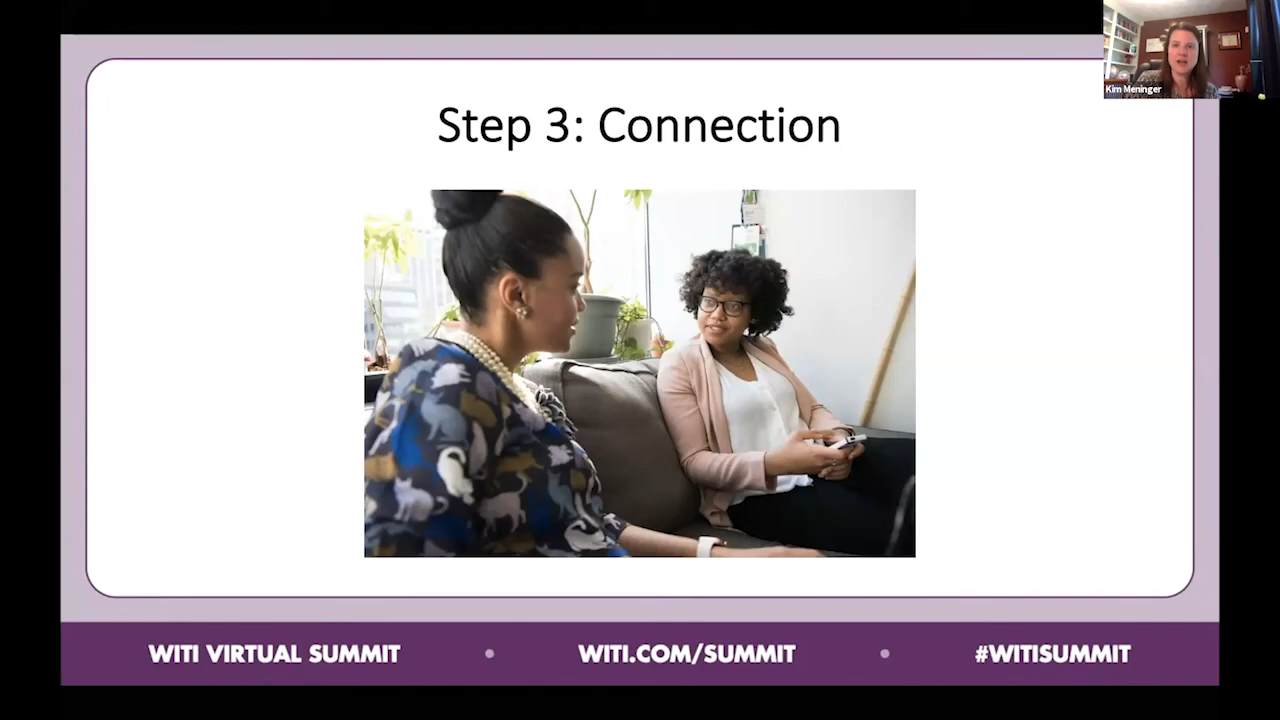 Kim Meninger
Step 3: Connection
WITI VIRTUAL SUMMIT • WITI.COM/SUMMIT • #WITISUMMIT